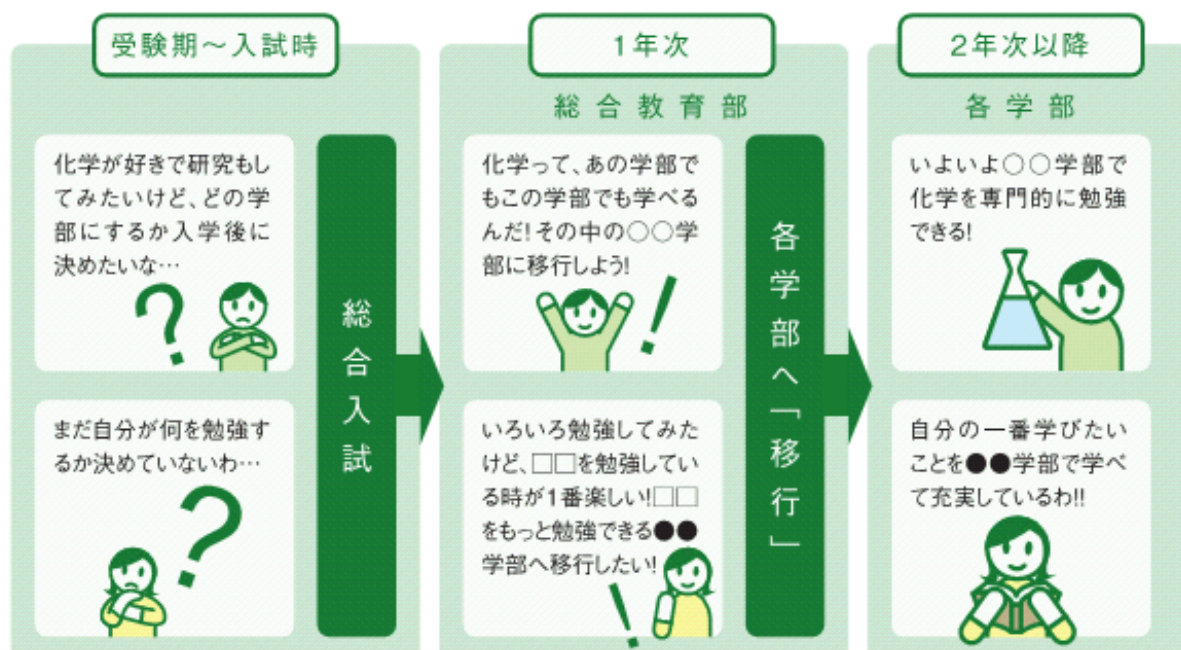 受験期～入試時
化学が好きで研究もし
てみたいけど、どの学
部にするか入学後に
決めたいな…
?
まだ自分が何を勉強す
るか決めていないわ…
?
総合入試
1年次
総合教育部
化学って、あの学部で
もこの学部でも学べる
んだ!その中の○○学
部に移行しよう!
!
いろいろ勉強してみた
けど、□□を勉強してい
る時が1番楽しい!□□
をもっと勉強できる●●
学部へ移行したい!
!
各学部へ「移行」
2年次以降
各学部
いよいよ○○学部で
化学を専門的に勉強
できる!
自分の一番学びたい
ことを●●学部で学べ
て充実しているわ!!